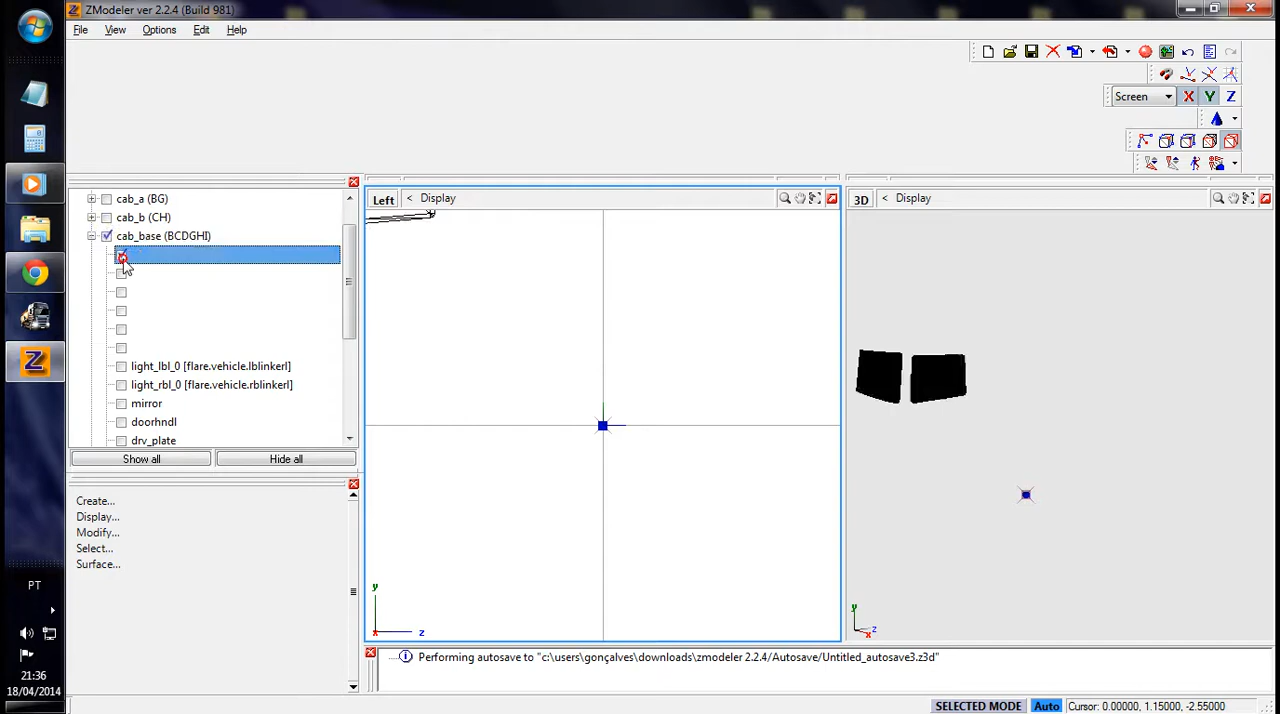 ZModeler ver 2.2.4 (Build 981)
File View Options Edit Help
Screen X Y Z
cab_a (BG)
cab_b (CH)
cab_base (BCDGHI)
light_lbl_0 [flare.vehicle.lblinkerl]
light_rbl_0 [flare.vehicle.rblinkerl]
mirror
doorhndl
drv_plate
Show all Hide all
Create...
Display...
Modify...
Select...
Surface...
Left < Display
y
x z
3D < Display
y
x z
Performing autosave to "c:\users\gonçalves\downloads\zmodeler 2.2.4/Autosave/Untitled_autosave3.z3d"
SELECTED MODE Auto Cursor: 0.00000, 1.15000, -2.55000
PT
21:36
18/04/2014